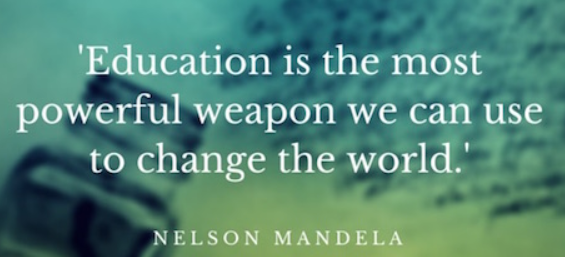 'Education is the most
powerful weapon we can use
to change the world.'
NELSON MANDELA